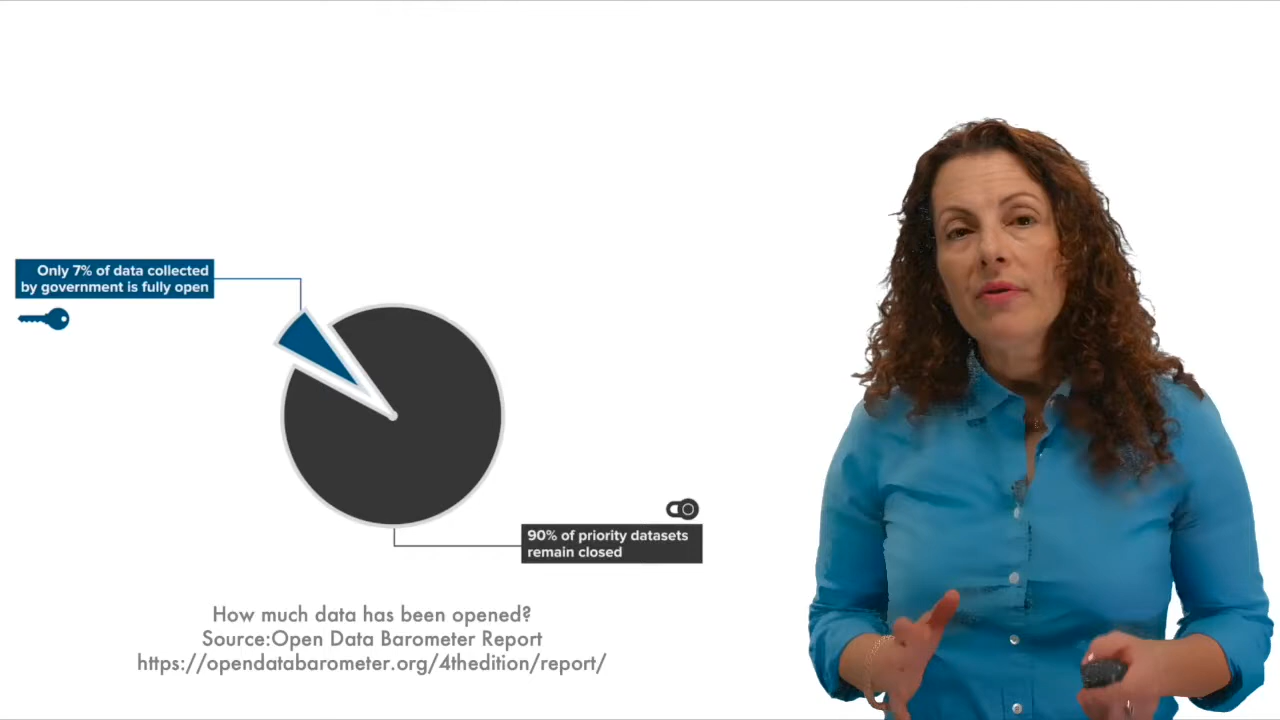 Only 7% of data collected
by government is fully open
90% of priority datasets
remain closed
How much data has been opened?
Source:Open Data Barometer Report
https://opendatabarometer.org/4thedition/report/